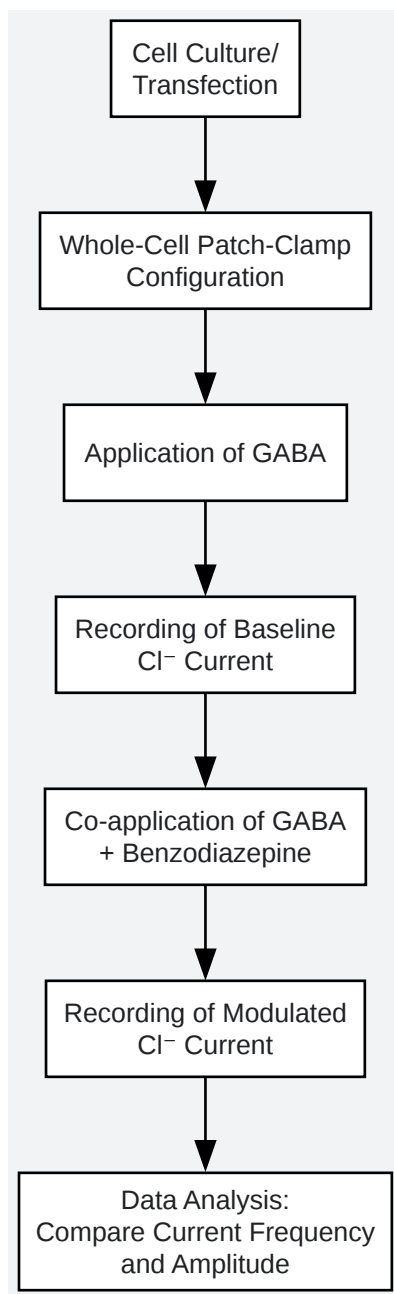 Cell Culture/
Transfection
Whole-Cell Patch-Clamp
Configuration
Application of GABA
Recording of Baseline
Cl⁻ Current
Co-application of GABA
+ Benzodiazepine
Recording of Modulated
Cl⁻ Current
Data Analysis:
Compare Current Frequency
and Amplitude